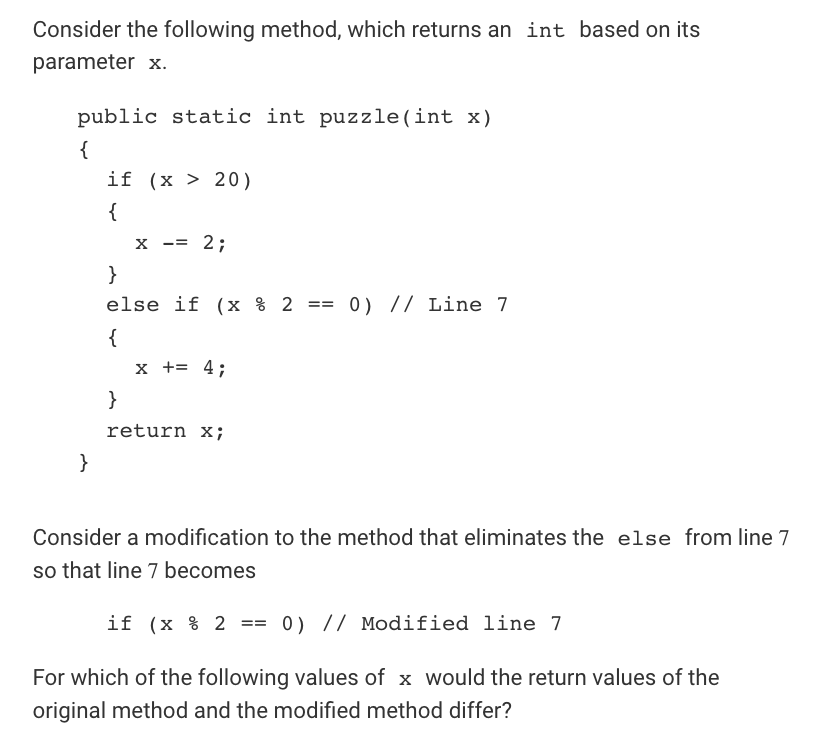 Consider the following method, which returns an int based on its
parameter x.
public static int puzzle(int x)
{
if (x > 20)
{
x -= 2;
}
else if (x % 2 == 0) // Line 7
{
x += 4;
}
return x;
}
Consider a modification to the method that eliminates the else from line 7
so that line 7 becomes
if (x % 2 == 0) // Modified line 7
For which of the following values of x would the return values of the
original method and the modified method differ?